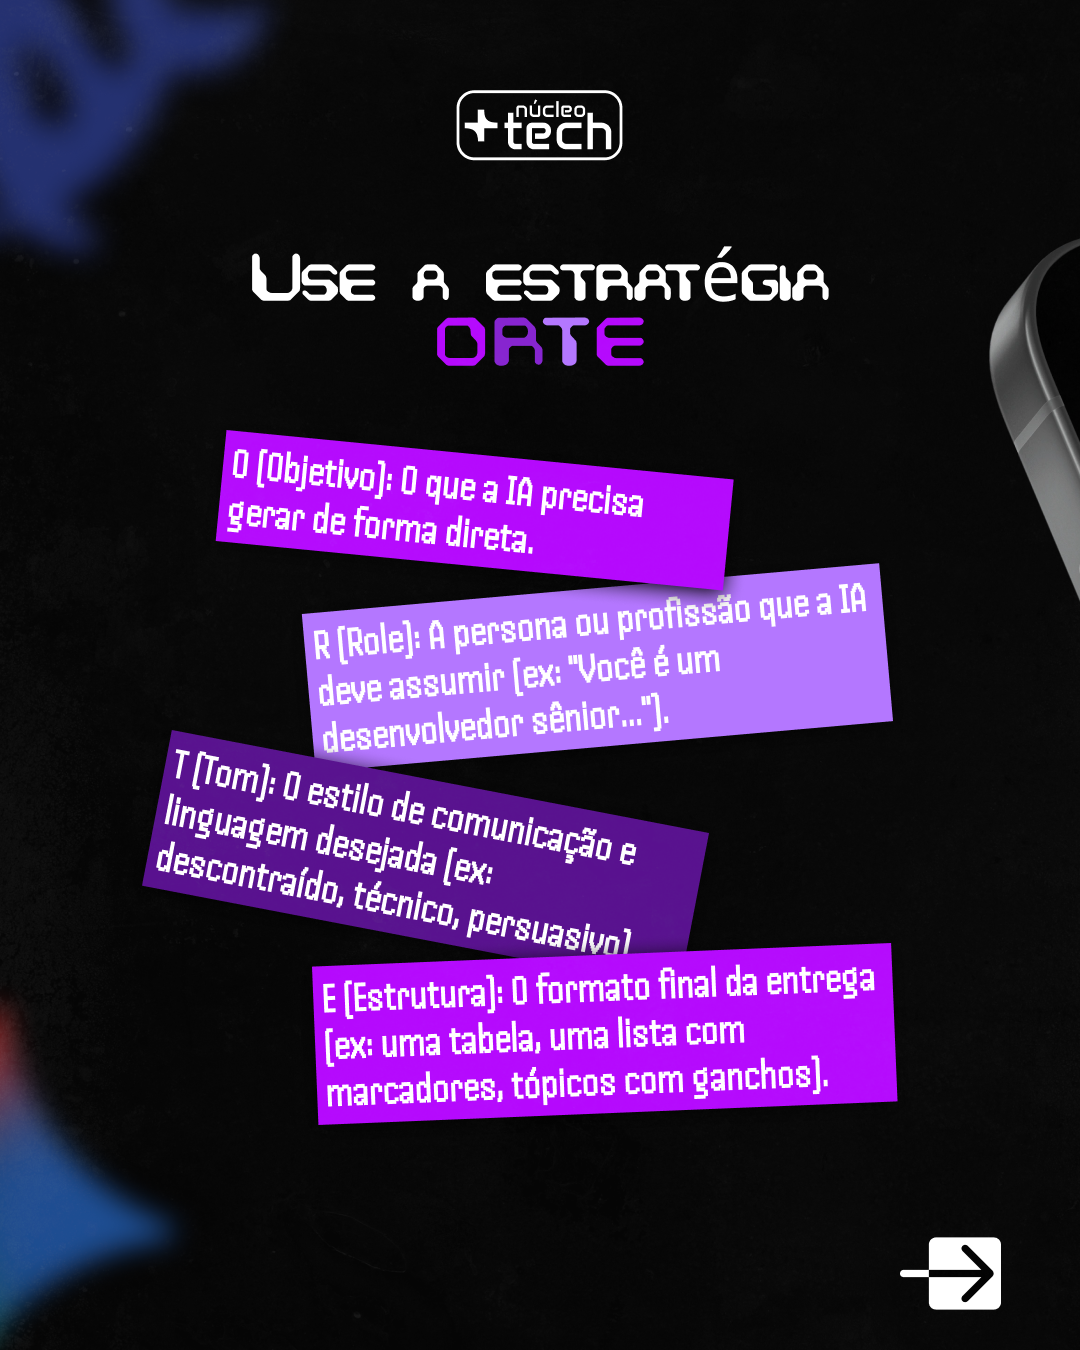 núcleo
tech
Use a estratégia
ORTE
O (Objetivo): O que a IA precisa
gerar de forma direta.
R (Role): A persona ou profissão que a IA
deve assumir (ex: "Você é um
desenvolvedor sênior...").
T (Tom): O estilo de comunicação e
linguagem desejada (ex:
descontraído, técnico, persuasivo)
E (Estrutura): O formato final da entrega
(ex: uma tabela, uma lista com
marcadores, tópicos com ganchos).